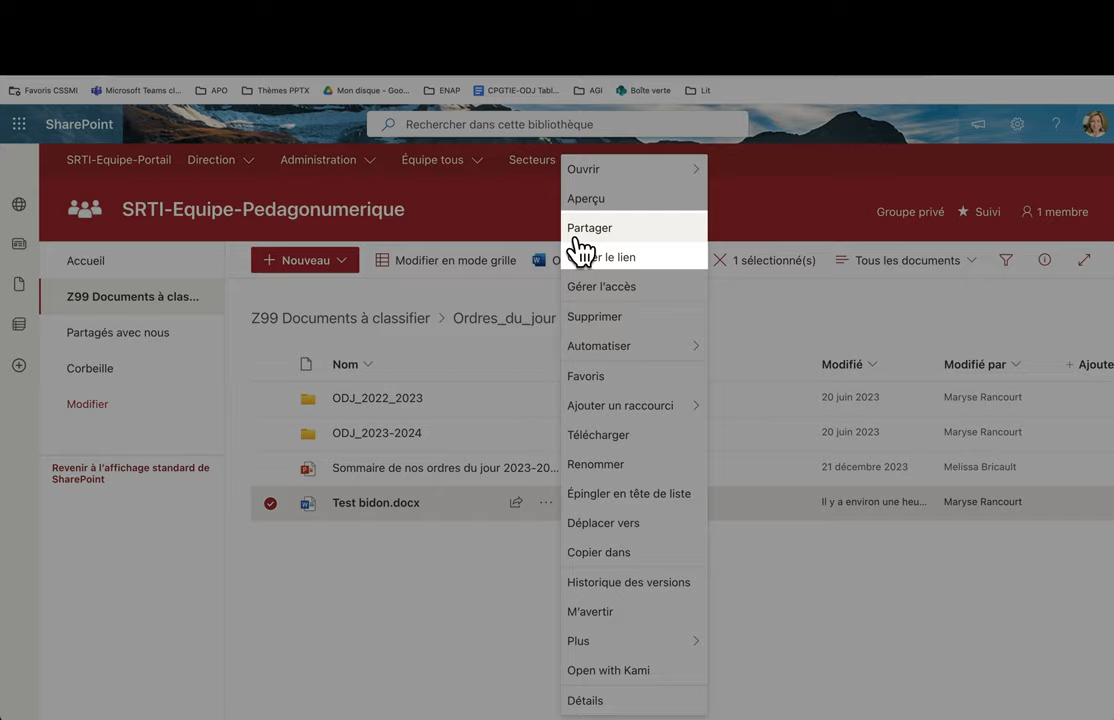 Favoris CSSMI
Microsoft Teams cl...
APO
Thèmes PPTX
Mon disque - Goo...
ENAP
CPGTIE-ODJ Tabl...
AGI
Boîte verte
Lit
SharePoint
Rechercher dans cette bibliothèque
SRTI-Equipe-Portail
Direction
Administration
Équipe tous
Secteurs
SRTI-Equipe-Pedagonumerique
Groupe privé
Suivi
1 membre
Accueil
Z99 Documents à clas...
Partagés avec nous
Corbeille
Modifier
Revenir à l'affichage standard de
SharePoint
+ Nouveau
Modifier en mode grille
1 sélectionné(s)
Tous les documents
Z99 Documents à classifier > Ordres_du_jour
Nom
Modifié
Modifié par
+ Ajoute
ODJ_2022_2023
20 juin 2023
Maryse Rancourt
ODJ_2023-2024
20 juin 2023
Maryse Rancourt
Sommaire de nos ordres du jour 2023-20...
21 décembre 2023
Melissa Bricault
Test bidon.docx
...
Il y a environ une heu...
Maryse Rancourt
Ouvrir
Aperçu
Partager
le lien
Gérer l'accès
Supprimer
Automatiser
Favoris
Ajouter un raccourci
Télécharger
Renommer
Épingler en tête de liste
Déplacer vers
Copier dans
Historique des versions
M'avertir
Plus
Open with Kami
Détails